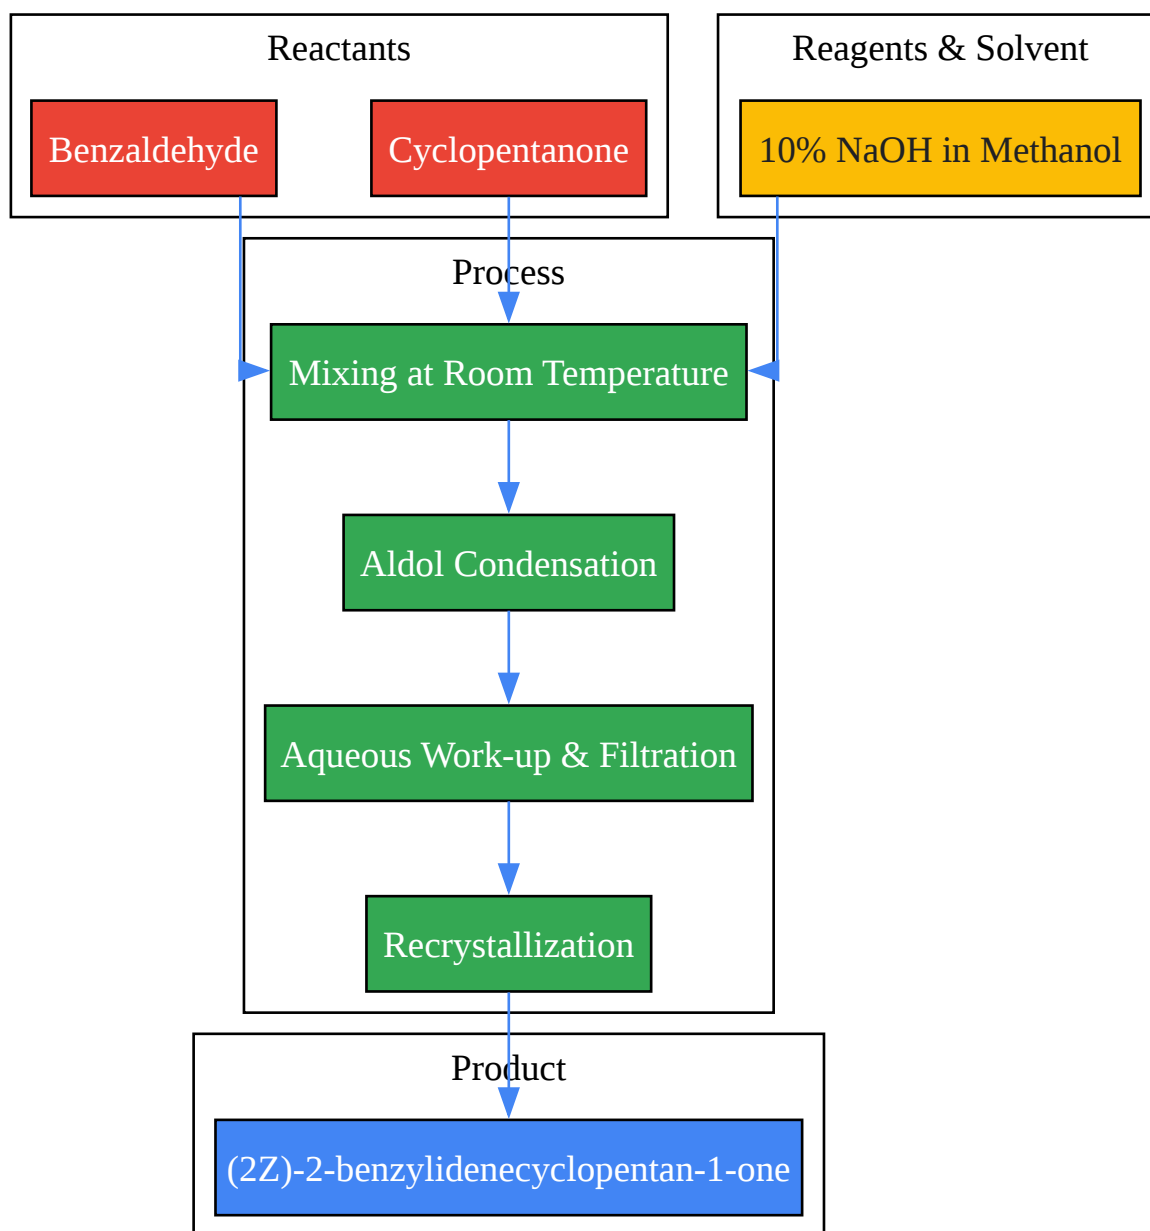 Reactants
Reagents & Solvent
Benzaldehyde
Cyclopentanone
10% NaOH in Methanol
Process
Mixing at Room Temperature
Aldol Condensation
Aqueous Work-up & Filtration
Recrystallization
Product
(2Z)-2-benzylidenecyclopentan-1-one